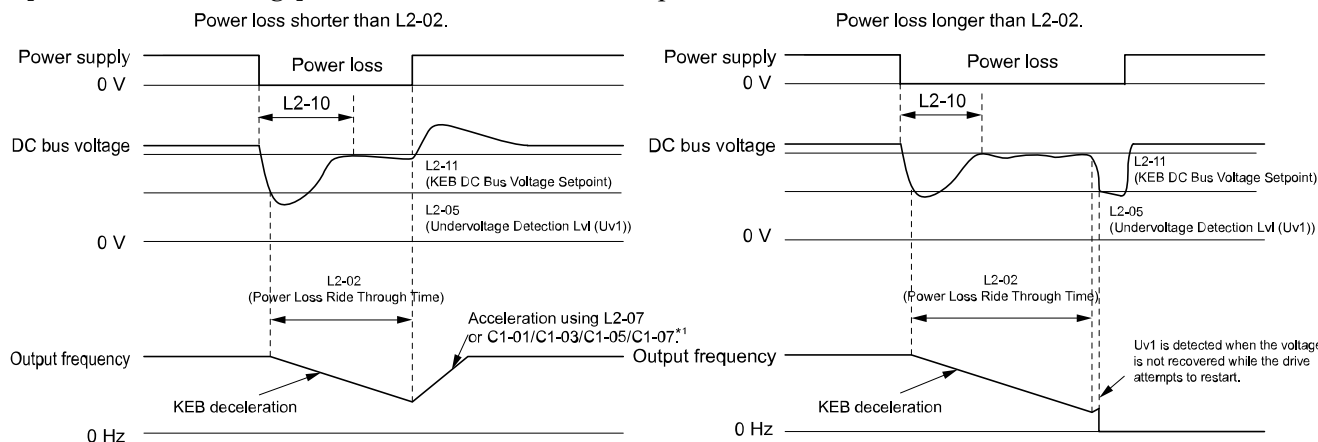 Power loss shorter than L2-02.
Power supply
Power loss
0 V
L2-10
DC bus voltage
L2-11
(KEB DC Bus Voltage Setpoint)
L2-05
(Undervoltage Detection Lvl (Uv1))
0 V
L2-02
(Power Loss Ride Through Time)
Acceleration using L2-07
or C1-01/C1-03/C1-05/C1-07.*1
Output frequency
KEB deceleration
0 Hz
Power loss longer than L2-02.
Power supply
Power loss
0 V
L2-10
DC bus voltage
L2-11
(KEB DC Bus Voltage Setpoint)
L2-05
(Undervoltage Detection Lvl (Uv1))
0 V
L2-02
(Power Loss Ride Through Time)
Output frequency
Uv1 is detected when the voltage
is not recovered while the drive
attempts to restart.
KEB deceleration
0 Hz